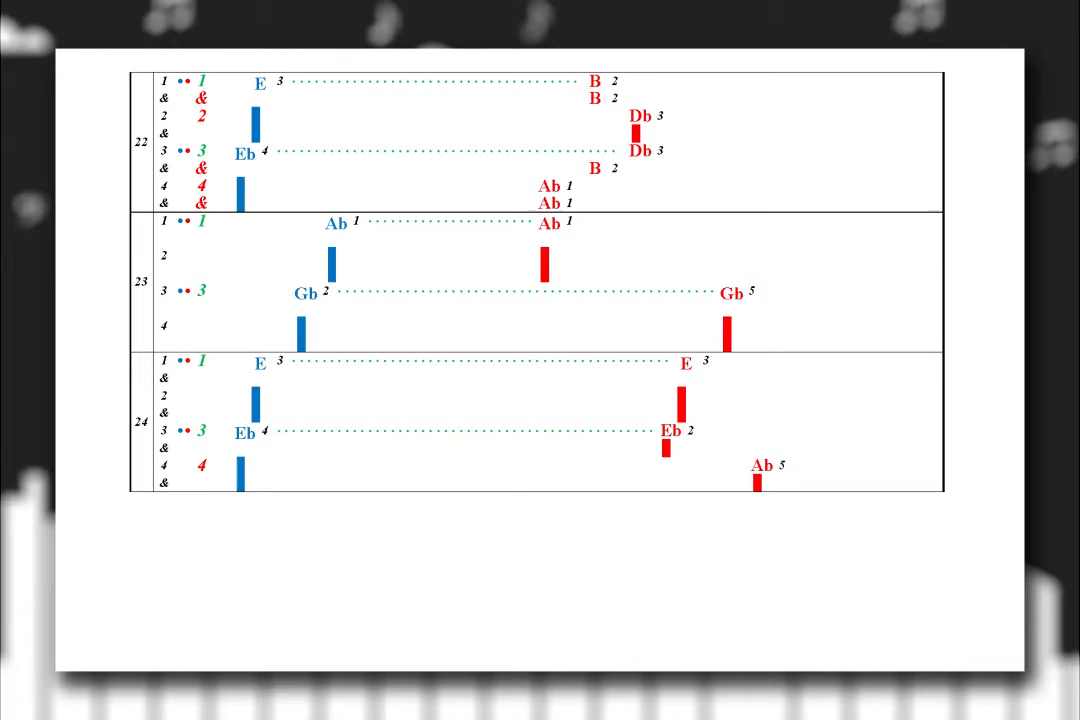 1 •• 1 E 3 B 2
& & B 2
2 2 Db 3
22 &
3 •• 3 Eb 4 Db 3
& & B 2
4 4 Ab 1
& & Ab 1
1 •• 1 Ab 1 Ab 1
2
23
3 •• 3 Gb 2 Gb 5
4
1 •• 1 E 3 E 3
&
2
24 &
3 •• 3 Eb 4 Eb 2
&
4 4 Ab 5
&